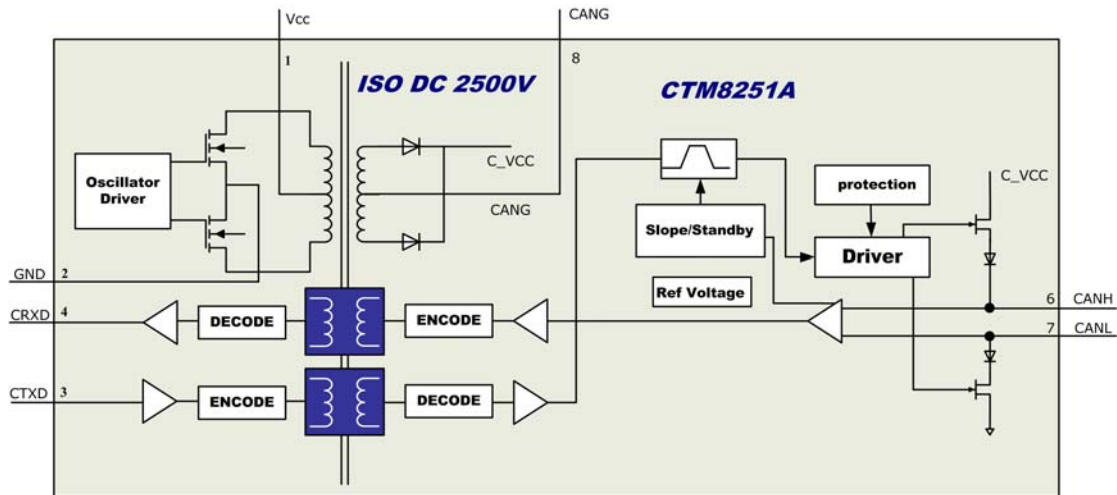 Vcc
CANG
1
8
ISO DC 2500V
CTM8251A
C_VCC
CANG
Oscillator
Driver
Slope/Standby
protection
C_VCC
Driver
Ref Voltage
GND
2
CRXD
4
DECODE
ENCODE
6
CANH
7
CANL
CTXD
3
ENCODE
DECODE